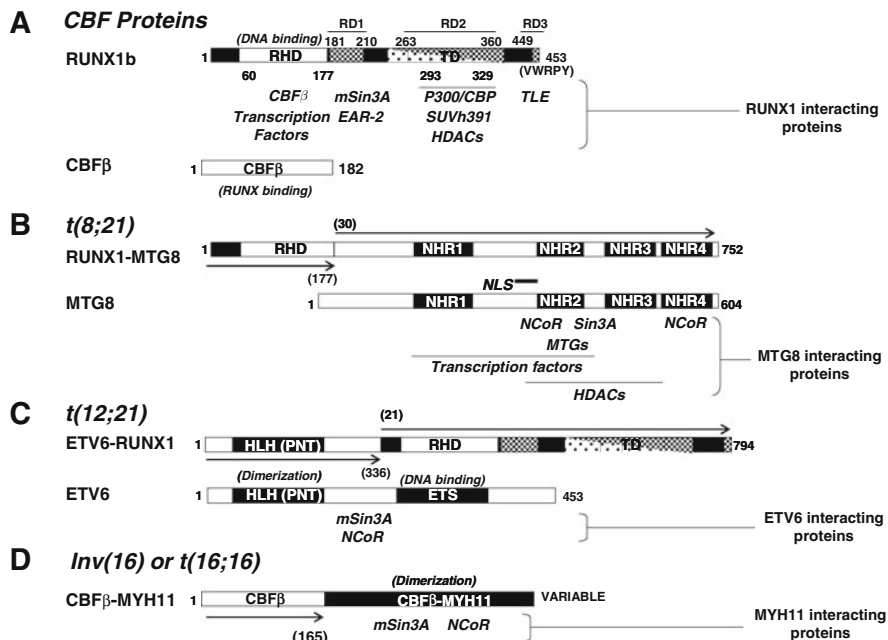 A CBF Proteins
RD1 RD2 RD3
(DNA binding) 181 210 263 360 449
RUNX1b 1 RHD TD 453
(VWRPY)
60 177 293 329
CBFβ mSin3A P300/CBP TLE
Transcription EAR-2 SUVh391
Factors HDACs
RUNX1 interacting
proteins
CBFβ 1 CBFβ 182
(RUNX binding)
B t(8;21)
(30)
RUNX1-MTG8 1 RHD NHR1 NHR2 NHR3 NHR4 752
(177)
NLS
MTG8 1 NHR1 NHR2 NHR3 NHR4 604
NCoR Sin3A NCoR
MTGs
Transcription factors
HDACs
MTG8 interacting
proteins
C t(12;21)
(21)
ETV6-RUNX1 1 HLH (PNT) RHD TD 794
(336)
(Dimerization) (DNA binding)
ETV6 1 HLH (PNT) ETS 453
mSin3A
NCoR
ETV6 interacting
proteins
D Inv(16) or t(16;16)
(Dimerization)
CBFβ-MYH11 1 CBFβ CBFβ-MYH11 VARIABLE
(165)
mSin3A NCoR
MYH11 interacting
proteins